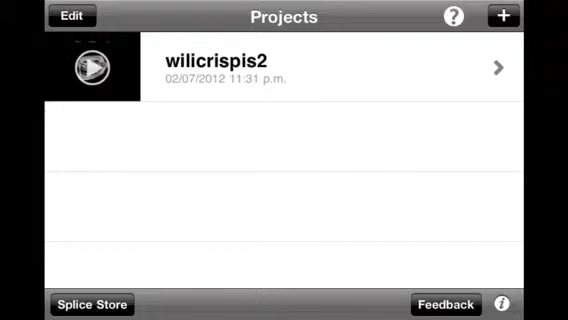 Edit
Projects
?
+
wilicrispis2
02/07/2012 11:31 p.m.
Splice Store
Feedback
i